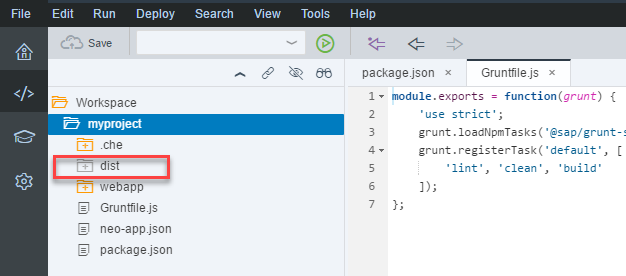 File Edit Run Deploy Search View Tools Help
Save
package.json × Gruntfile.js ×
Workspace
myproject
.che
dist
webapp
Gruntfile.js
neo-app.json
package.json
1 module.exports = function(grunt) {
2 'use strict';
3 grunt.loadNpmTasks('@sap/grunt-s
4 grunt.registerTask('default', [
5 'lint', 'clean', 'build'
6 ]);
7 };